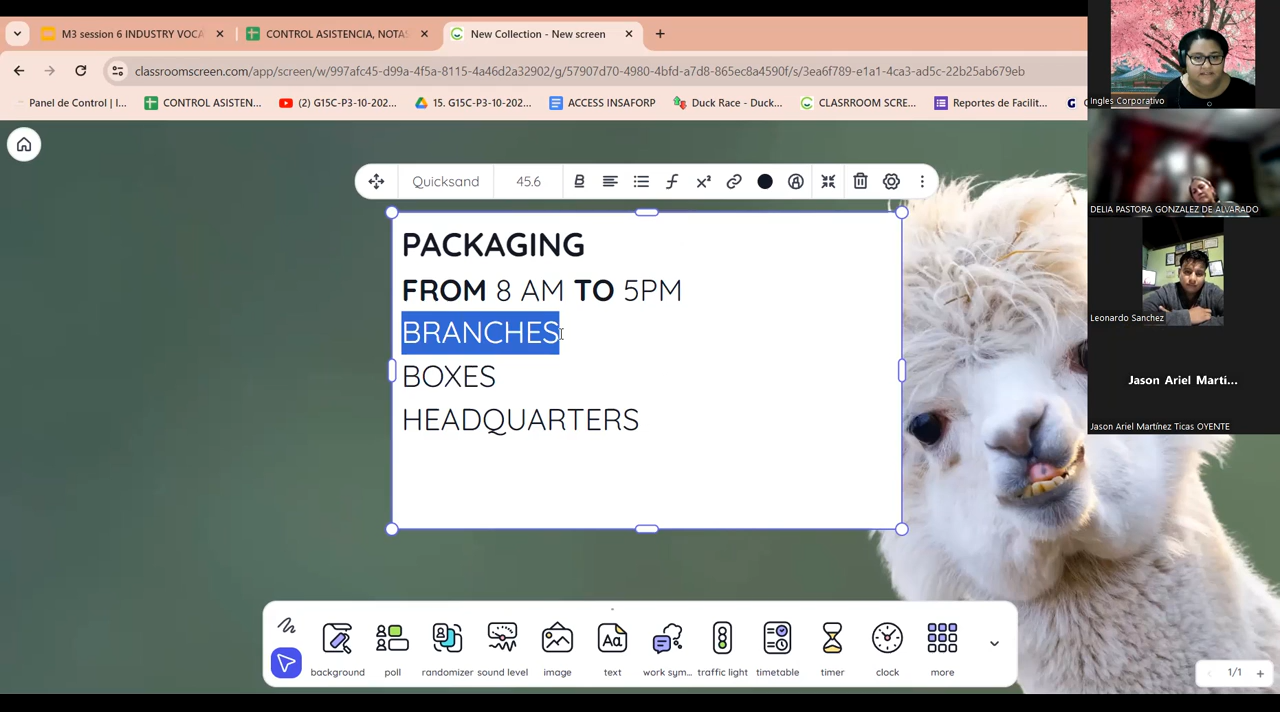 M3 session 6 INDUSTRY VOCA
CONTROL ASISTENCIA, NOTAS
New Collection - New screen
classroomscreen.com/app/screen/w/997afc45-d99a-4f5a-8115-4a46d2b32902/g/57907d70-4980-4bfd-a7d8-865ec8a4590f/s/3ea6f789-e1a1-4ca3-ad5c-22b25ab679eb
Panel de Control | I...
CONTROL ASISTEN...
(2) G15C-P3-10-202...
15. G15C-P3-10-202...
ACCESS INSAFORP
Duck Race - Duck...
CLASRROOM SCRE...
Reportes de Facilit...
Quicksand
45.6
PACKAGING
FROM 8 AM TO 5PM
BRANCHES
BOXES
HEADQUARTERS
Ingles Corporativo
DELIA PASTORA GONZALEZ DE ALVARADO
Leonardo Sanchez
Jason Ariel Martí...
Jason Ariel Martínez Ticas OYENTE
background
poll
randomizer
sound level
image
text
work sym...
traffic light
timetable
timer
clock
more
1/1